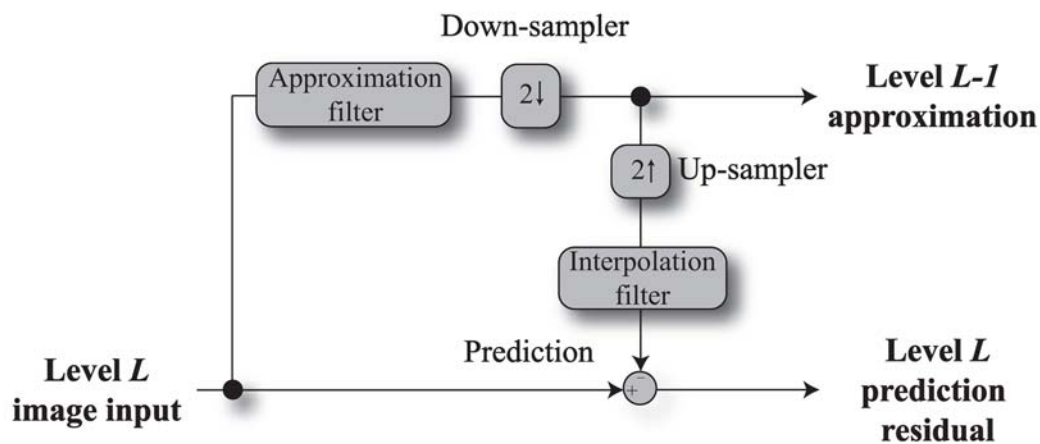 Down-sampler
Approximation
filter
2↓
Level L-1
approximation
2↑
Up-sampler
Interpolation
filter
Prediction
Level L
image input
+
−
Level L
prediction
residual